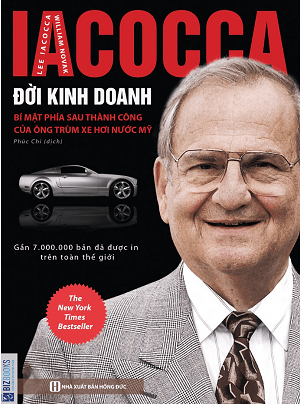 IACOCCA
LEE IACOCCA
WILLIAM NOVAK
ĐỜI KINH DOANH
BÍ MẬT PHÍA SAU THÀNH CÔNG
CỦA ÔNG TRÙM XE HƠI NƯỚC MỸ
Phúc Chi (dịch)
Gần 7.000.000 bản đã được in
trên toàn thế giới
The
New York
Times
Bestseller
BIZBOOKS
NHÀ XUẤT BẢN HỒNG ĐỨC